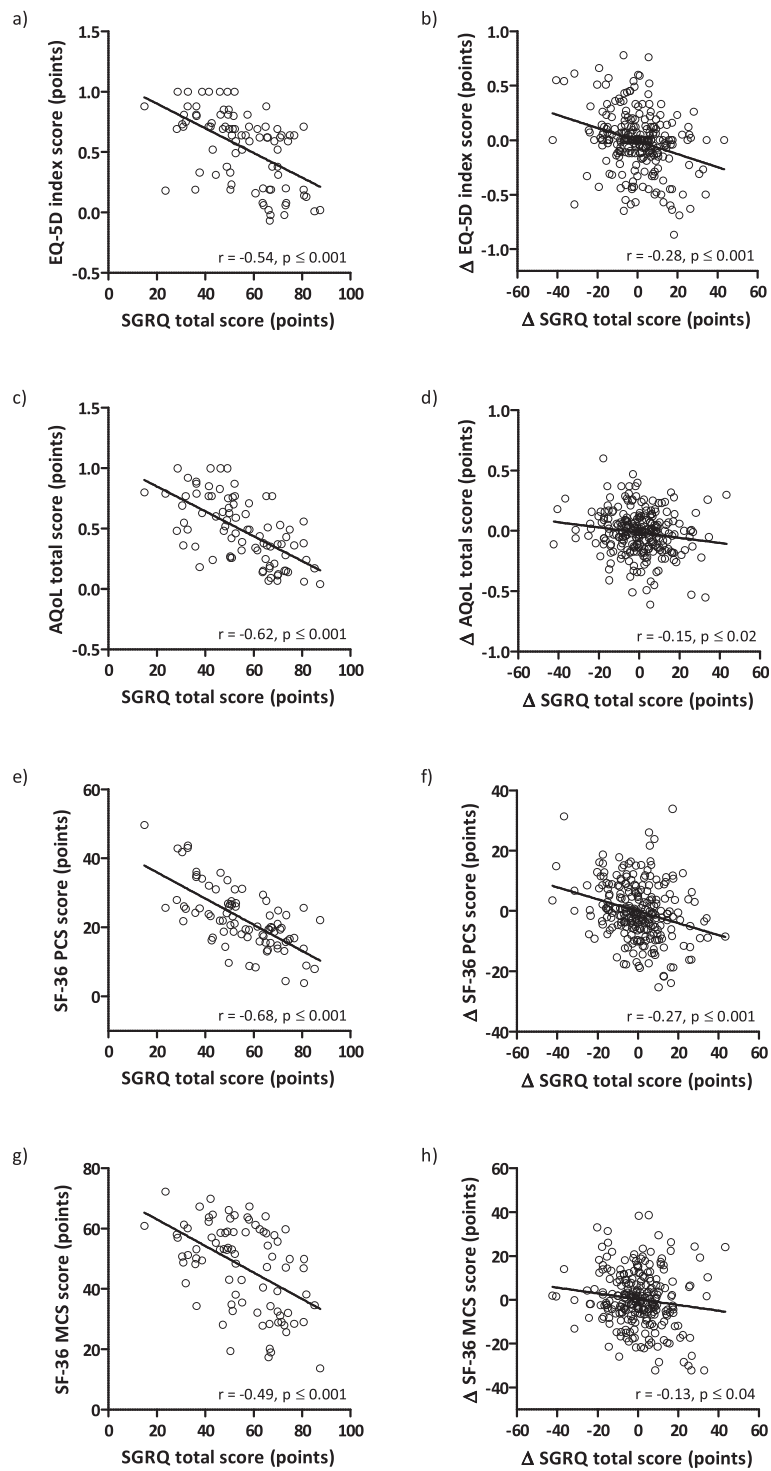 a)
EQ-5D index score (points)
1.5
1.0
0.5
0.0
-0.5
r = -0.54, p ≤ 0.001
0 20 40 60 80 100
SGRQ total score (points)
b)
Δ EQ-5D index score (points)
1.0
0.5
0.0
-0.5
-1.0
r = -0.28, p ≤ 0.001
-60 -40 -20 0 20 40 60
Δ SGRQ total score (points)
c)
AQoL total score (points)
1.5
1.0
0.5
0.0
-0.5
r = -0.62, p ≤ 0.001
0 20 40 60 80 100
SGRQ total score (points)
d)
Δ AQoL total score (points)
1.0
0.5
0.0
-0.5
-1.0
r = -0.15, p ≤ 0.02
-60 -40 -20 0 20 40 60
Δ SGRQ total score (points)
e)
SF-36 PCS score (points)
60
40
20
0
r = -0.68, p ≤ 0.001
0 20 40 60 80 100
SGRQ total score (points)
f)
Δ SF-36 PCS score (points)
40
20
0
-20
-40
r = -0.27, p ≤ 0.001
-60 -40 -20 0 20 40 60
Δ SGRQ total score (points)
g)
SF-36 MCS score (points)
80
60
40
20
0
r = -0.49, p ≤ 0.001
0 20 40 60 80 100
SGRQ total score (points)
h)
Δ SF-36 MCS score (points)
60
40
20
0
-20
-40
r = -0.13, p ≤ 0.04
-60 -40 -20 0 20 40 60
Δ SGRQ total score (points)